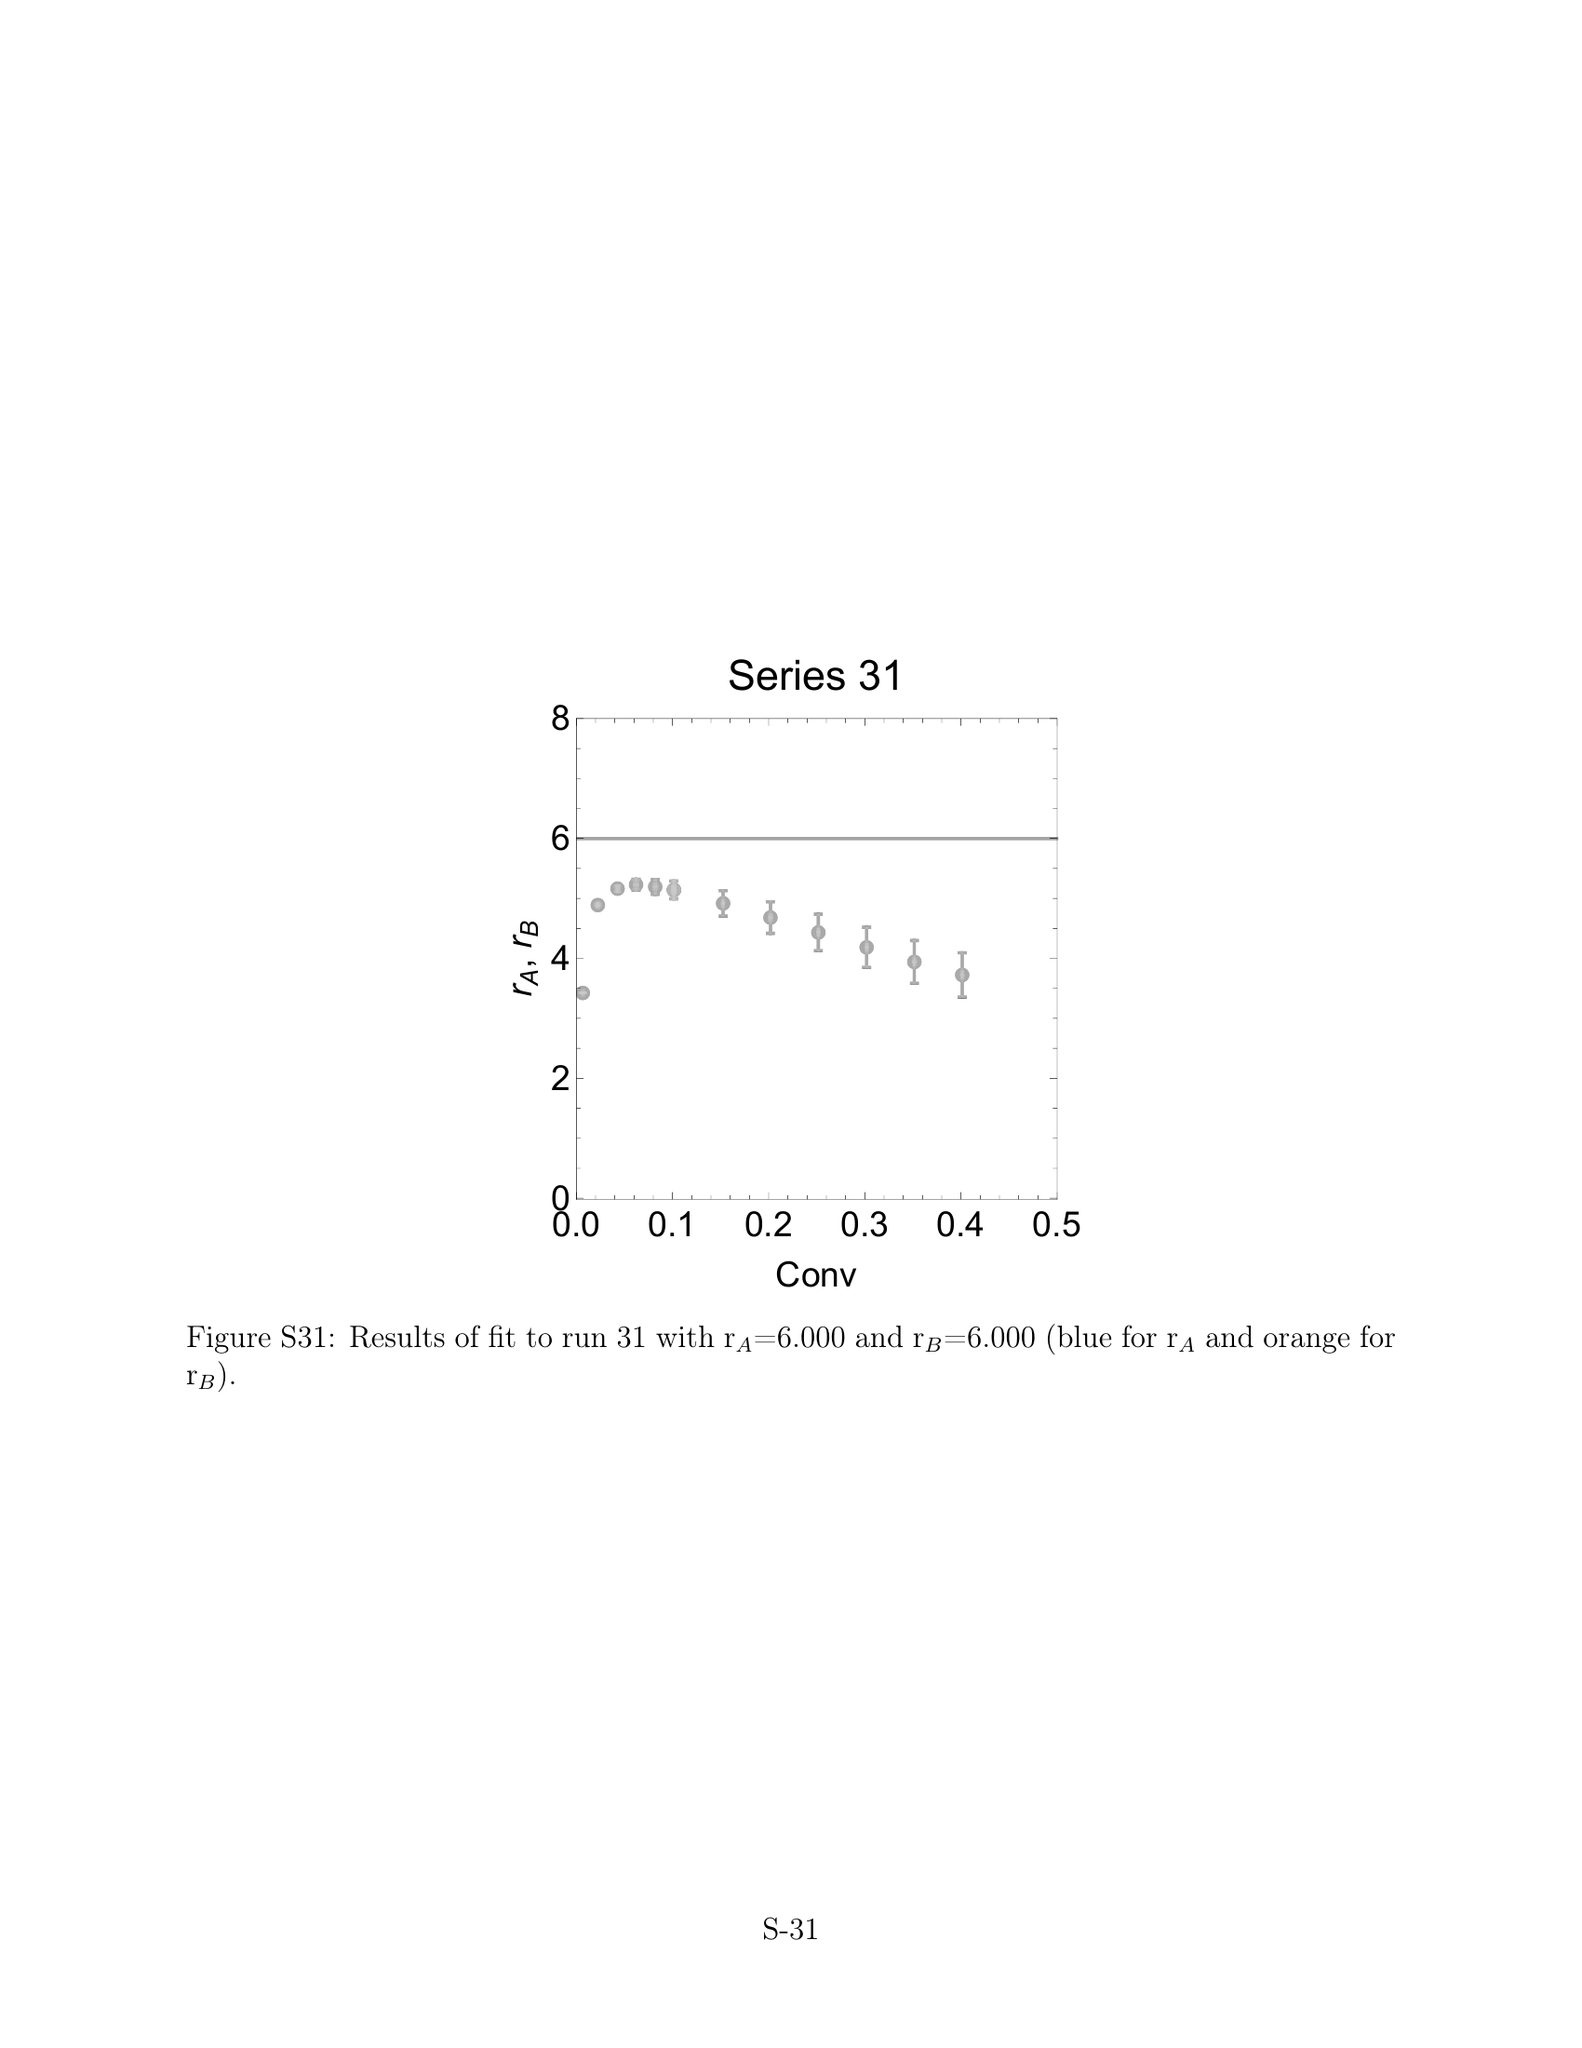 Series 31
8
6
4
2
0
r_A, r_B
0.0 0.1 0.2 0.3 0.4 0.5
Conv
Figure S31: Results of fit to run 31 with r_A=6.000 and r_B=6.000 (blue for r_A and orange for
r_B).
S-31